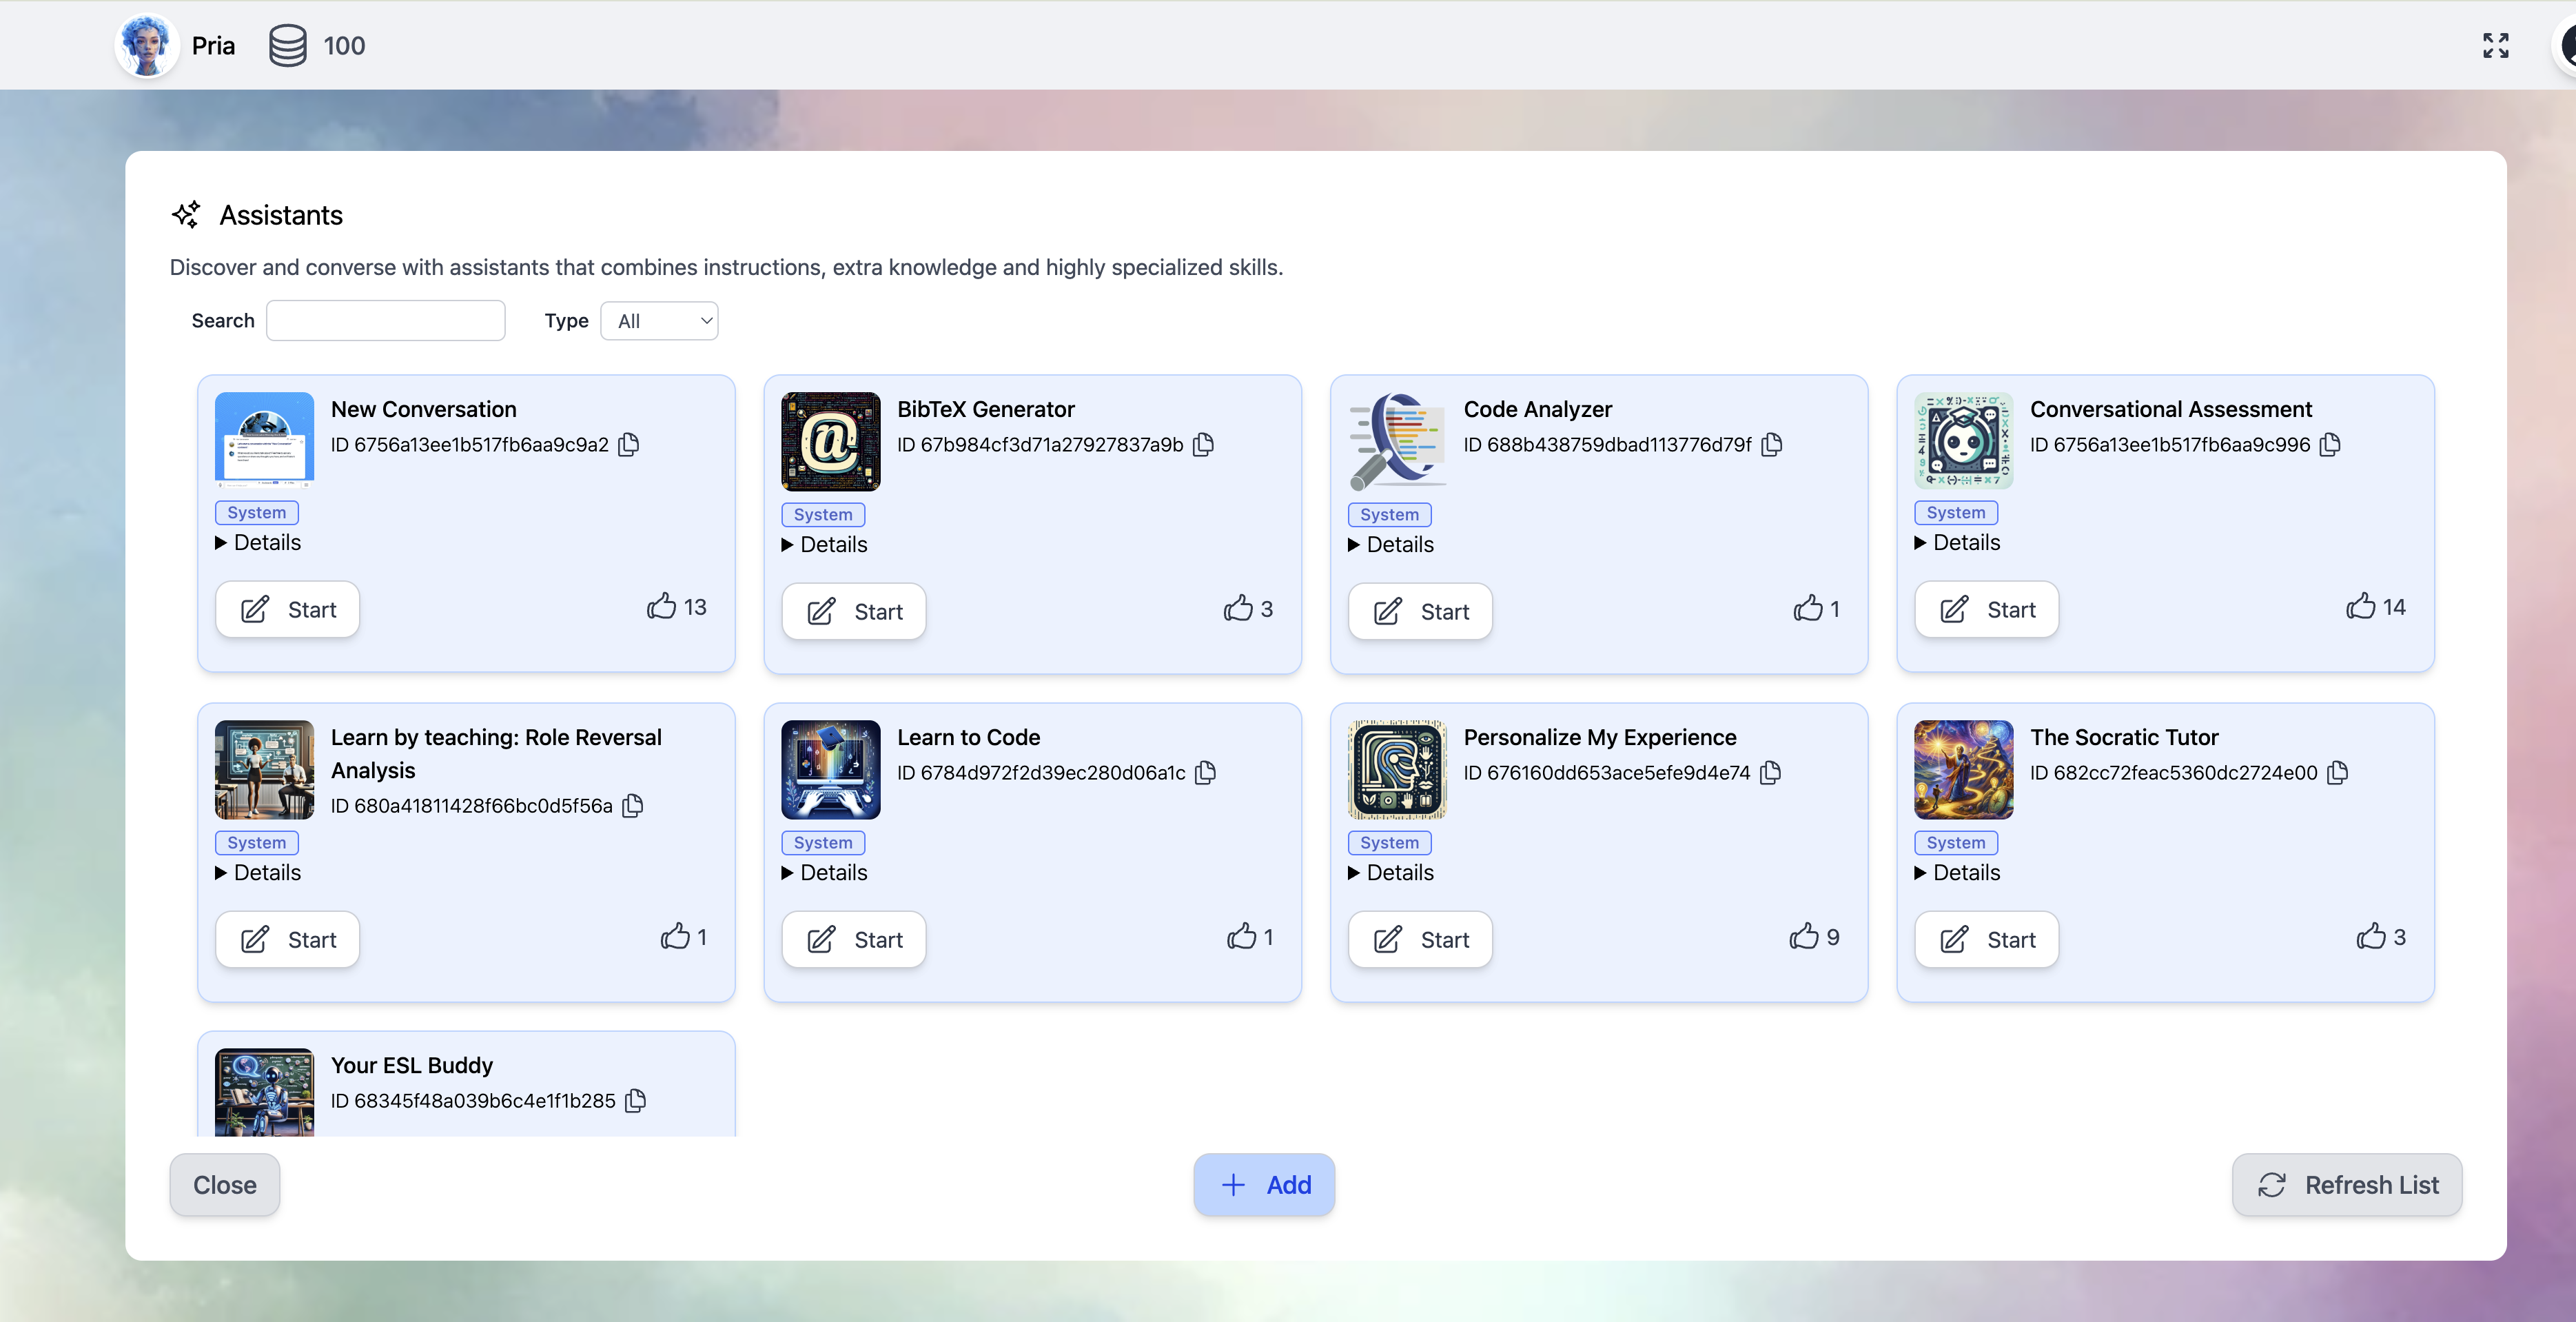 Pria 100
Assistants
Discover and converse with assistants that combines instructions, extra knowledge and highly specialized skills.
Search Type All
New Conversation
ID 6756a13ee1b517fb6aa9c9a2
System
Details
Start 13
BibTeX Generator
ID 67b984cf3d71a27927837a9b
System
Details
Start 3
Code Analyzer
ID 688b438759dbad113776d79f
System
Details
Start 1
Conversational Assessment
ID 6756a13ee1b517fb6aa9c996
System
Details
Start 14
Learn by teaching: Role Reversal
Analysis
ID 680a41811428f66bc0d5f56a
System
Details
Start 1
Learn to Code
ID 6784d972f2d39ec280d06a1c
System
Details
Start 1
Personalize My Experience
ID 676160dd653ace5efe9d4e74
System
Details
Start 9
The Socratic Tutor
ID 682cc72feac5360dc2724e00
System
Details
Start 3
Your ESL Buddy
ID 68345f48a039b6c4e1f1b285
Close + Add Refresh List